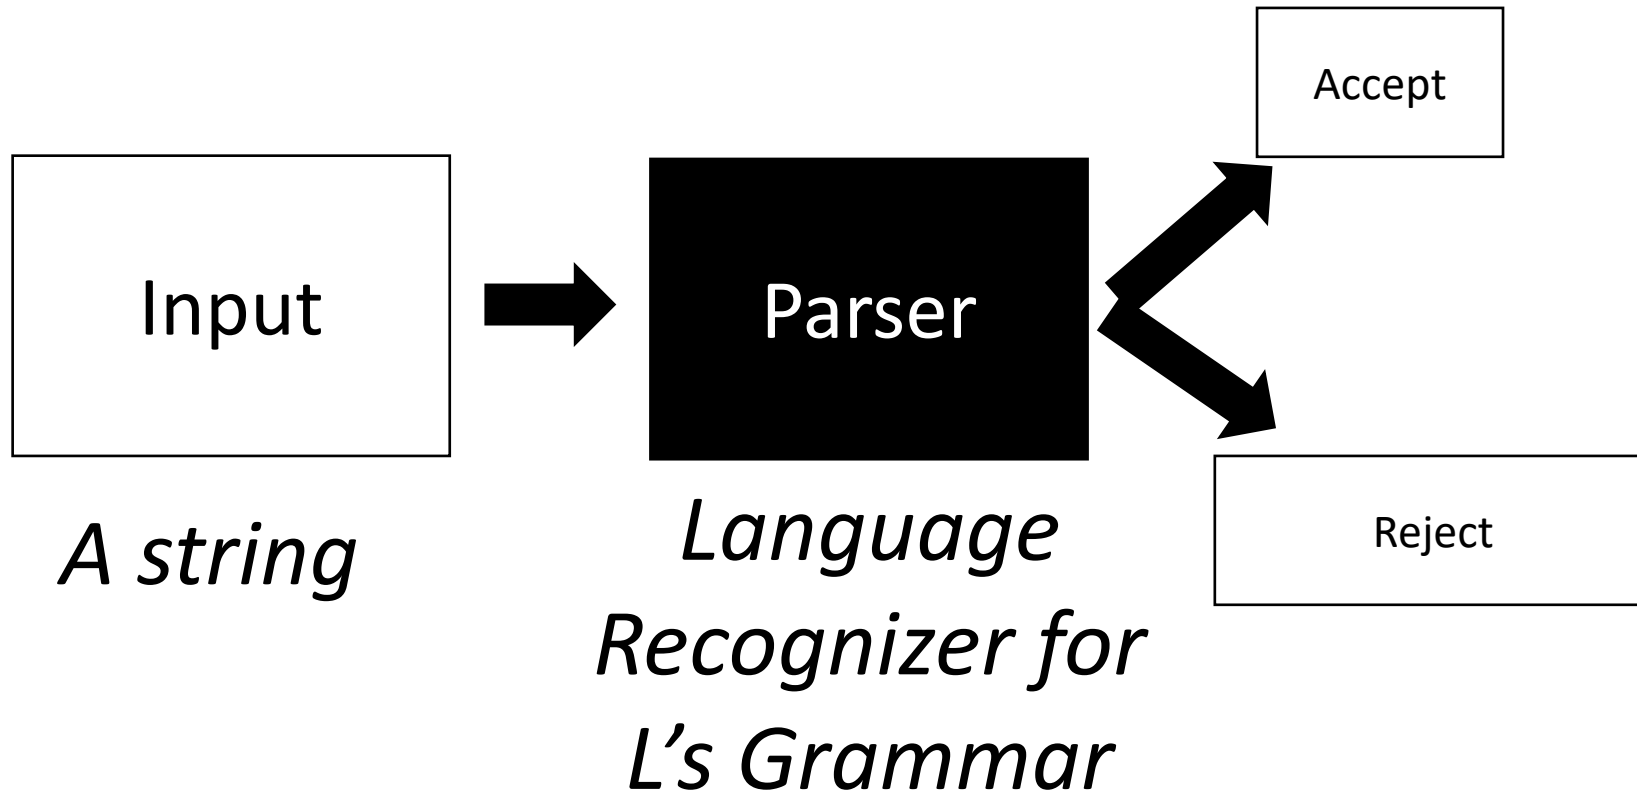 Accept
Input
Parser
Reject
A string
Language
Recognizer for
L’s Grammar